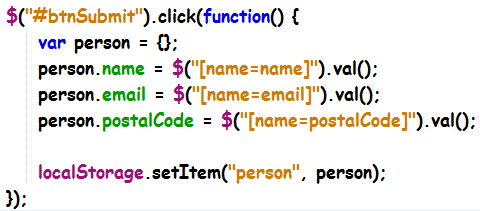 $("#btnSubmit").click(function() {
var person = {};
person.name = $("[name=name]").val();
person.email = $("[name=email]").val();
person.postalCode = $("[name=postalCode]").val();
localStorage.setItem("person", person);
});